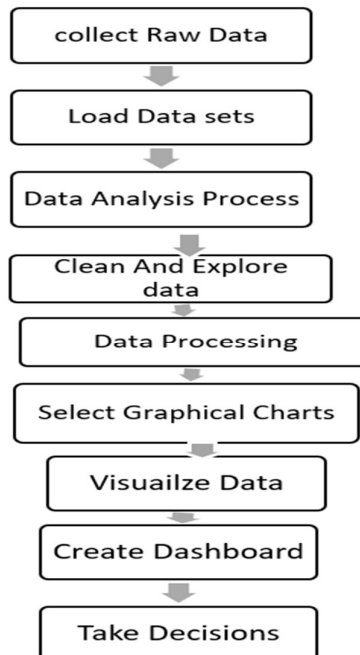 collect Raw Data
Load Data sets
Data Analysis Process
Clean And Explore
data
Data Processing
Select Graphical Charts
Visuailze Data
Create Dashboard
Take Decisions